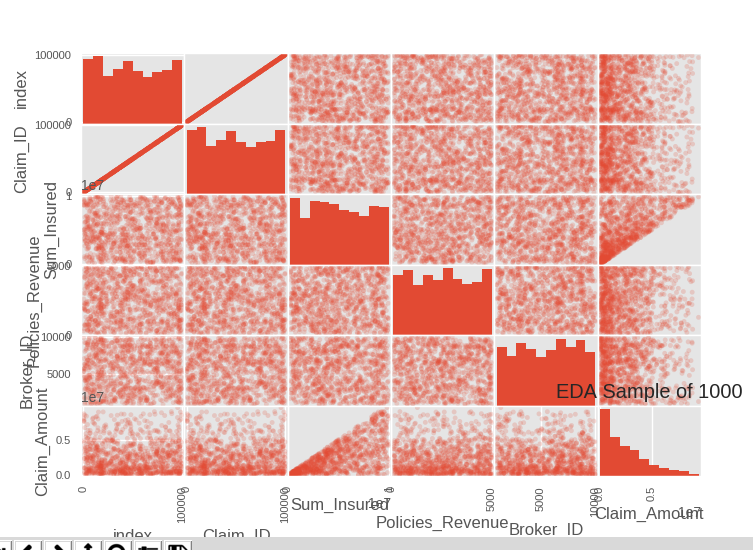 100000
index
0
100000
Claim_ID
0
1e7
1
Sum_Insured
0
5000
Policies_Revenue
0
10000
Broker_ID
5000
1e7
EDA Sample of 1000
Claim_Amount
0.5
0.0
0
100000
0
100000
0
1
1e7
0
5000
5000
10000
0.0
0.5
1e7
index
Claim_ID
Sum_Insured
Policies_Revenue
Broker_ID
Claim_Amount